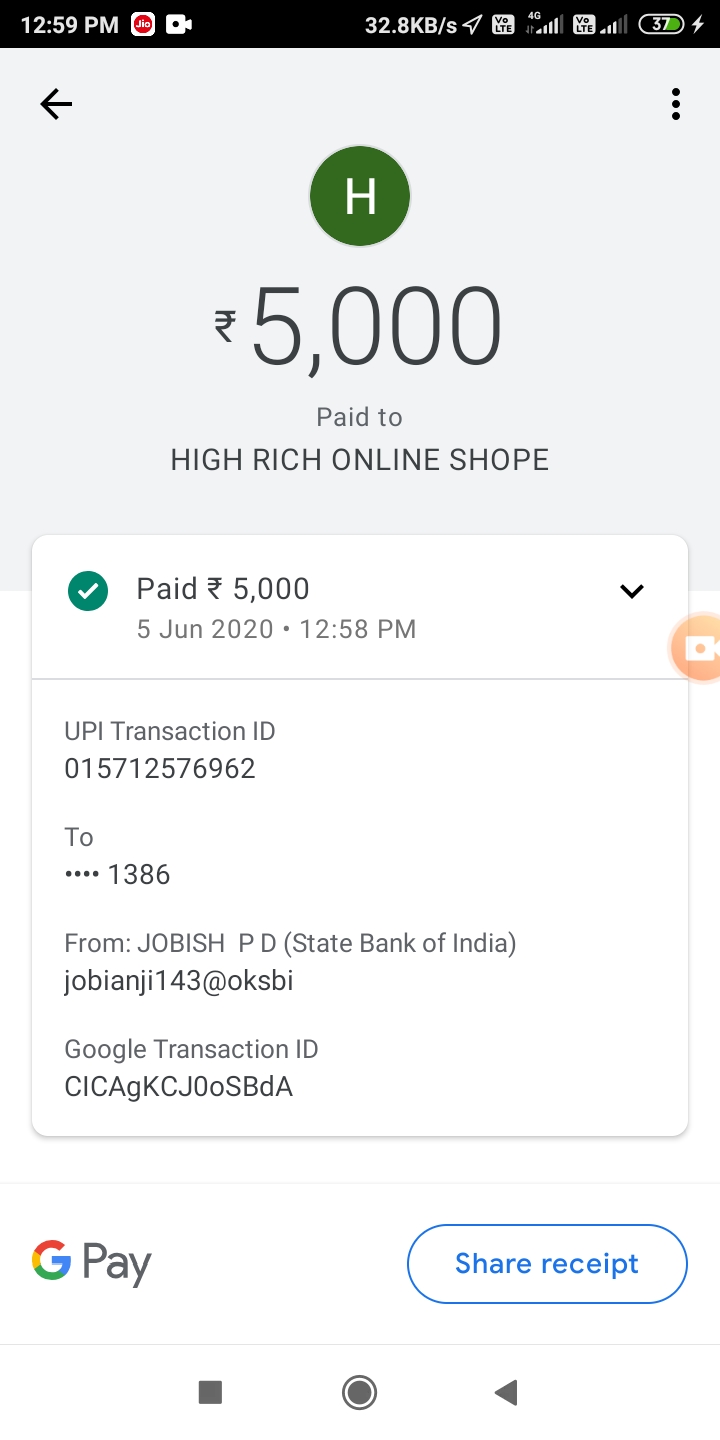 12:59 PM Jio 32.8KB/s Vo LTE 4G Vo LTE 37
H
₹5,000
Paid to
HIGH RICH ONLINE SHOPE
Paid ₹ 5,000
5 Jun 2020 • 12:58 PM
UPI Transaction ID
015712576962
To
•••• 1386
From: JOBISH  P D (State Bank of India)
jobianji143@oksbi
Google Transaction ID
CICAgKCJ0oSBdA
G Pay
Share receipt